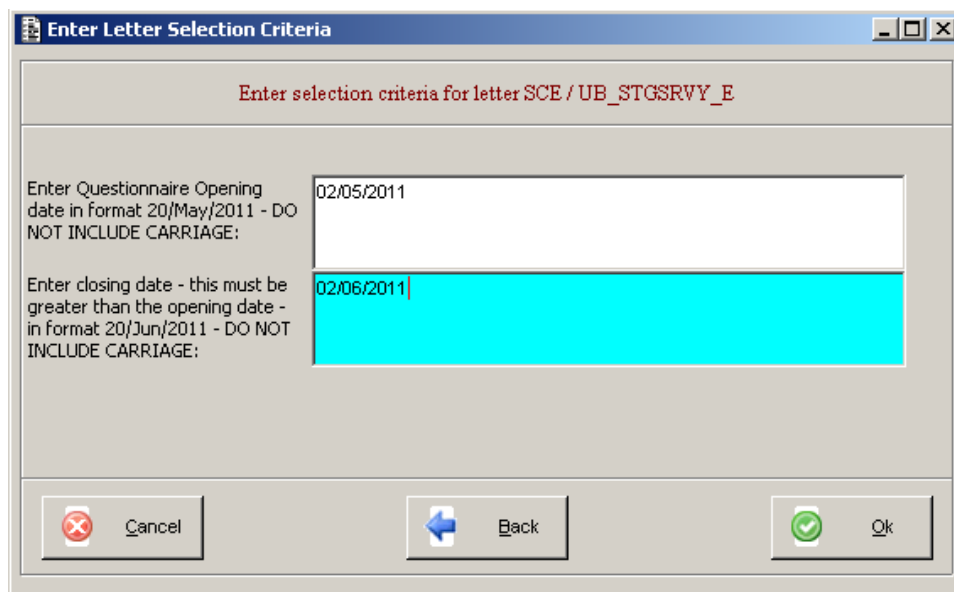 Enter Letter Selection Criteria
Enter selection criteria for letter SCE / UB_STGSRVY_E
Enter Questionnaire Opening
date in format 20/May/2011 - DO
NOT INCLUDE CARRIAGE:
02/05/2011
Enter closing date - this must be
greater than the opening date -
in format 20/Jun/2011 - DO NOT
INCLUDE CARRIAGE:
02/06/2011
Cancel
Back
Ok